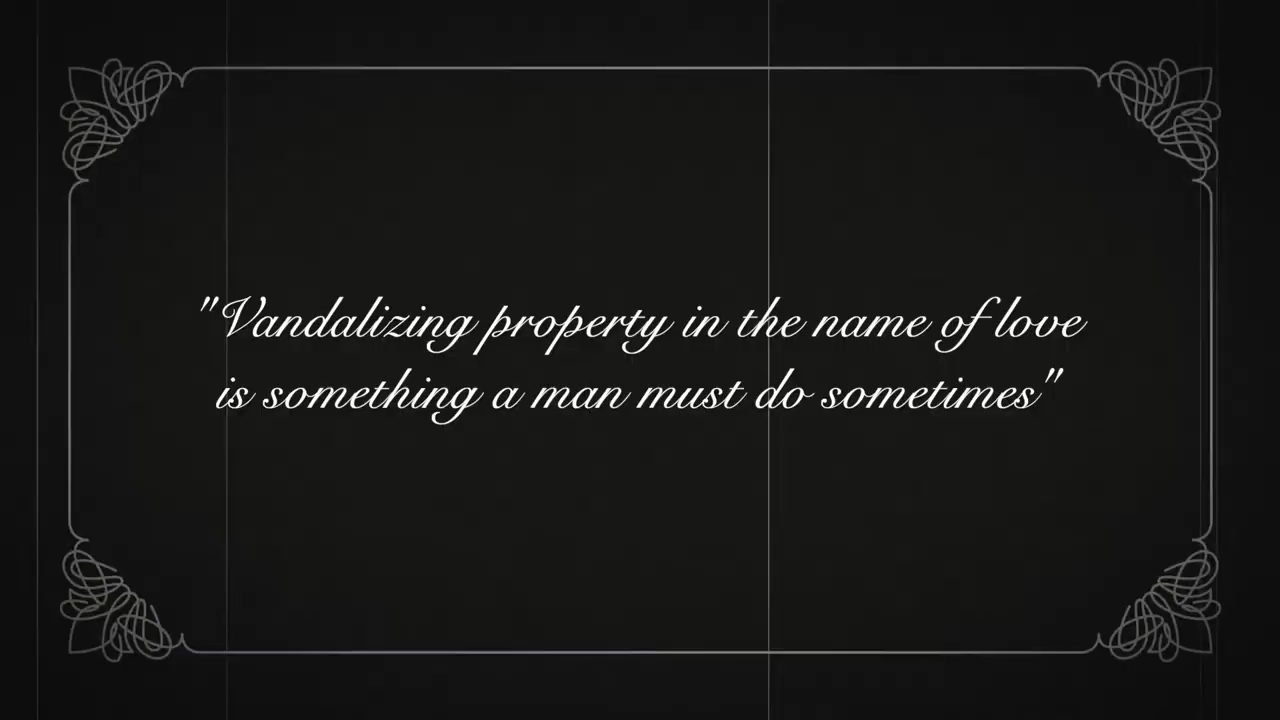 "Vandalizing property in the name of love
is something a man must do sometimes"